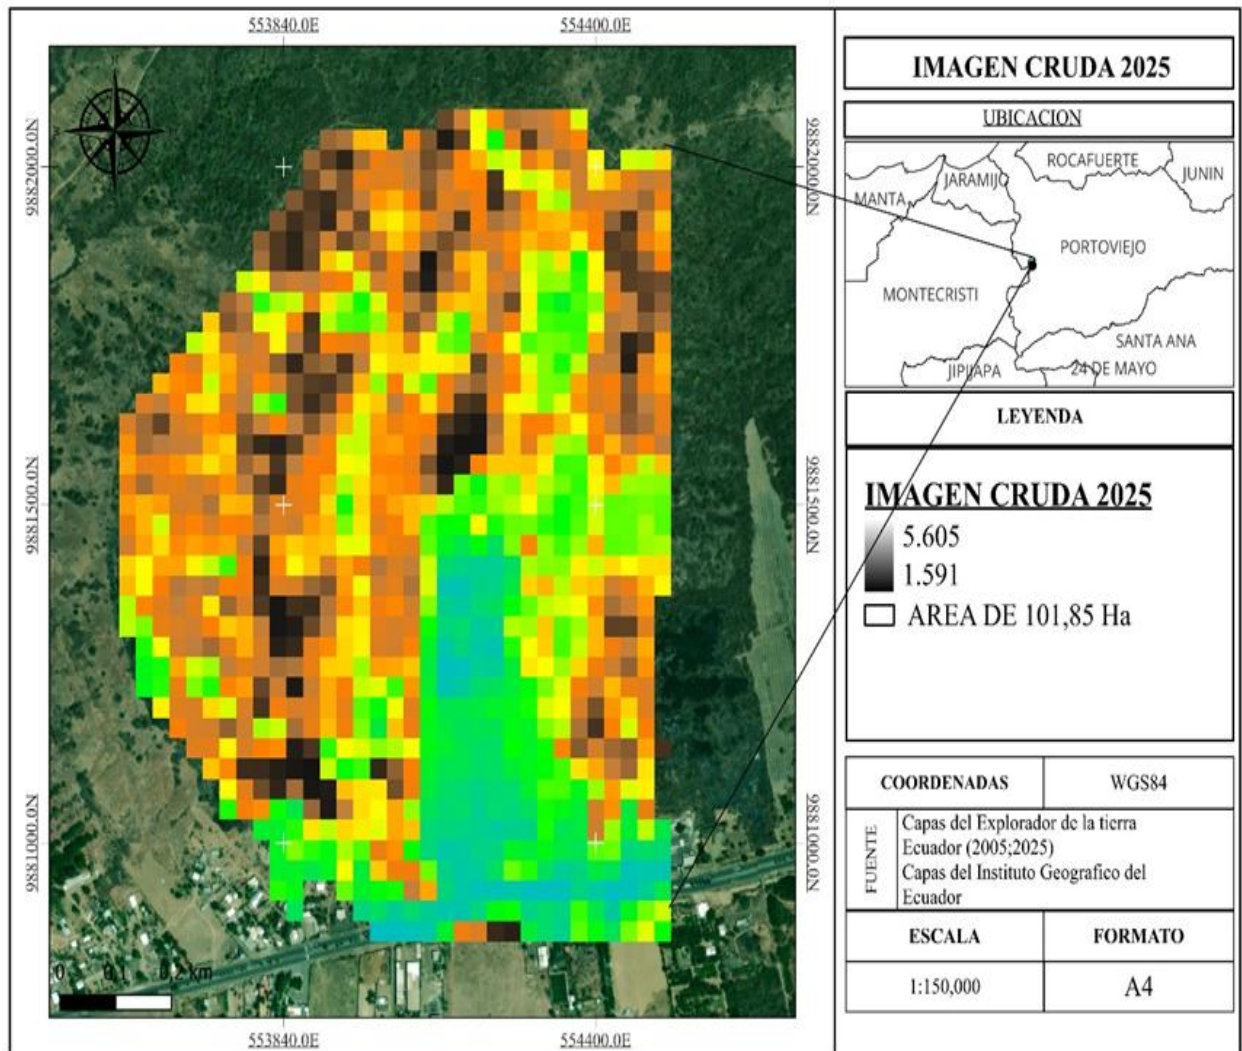 553840.0E
554400.0E
9882000.0N
9882000.0N
9881500.0N
9881500.0N
9881000.0N
9881000.0N
0 0.1 0.2 km
553840.0E
554400.0E
IMAGEN CRUDA 2025
UBICACION
ROCAFUERTE
JARAMIJO
JUNIN
MANTA
PORTOVIEJO
MONTECRISTI
SANTA ANA
JIPIJAPA
24 DE MAYO
LEYENDA
IMAGEN CRUDA 2025
5.605
1.591
AREA DE 101,85 Ha
COORDENADAS
WGS84
FUENTE
Capas del Explorador de la tierra
Ecuador (2005;2025)
Capas del Instituto Geografico del
Ecuador
ESCALA
FORMATO
1:150,000
A4